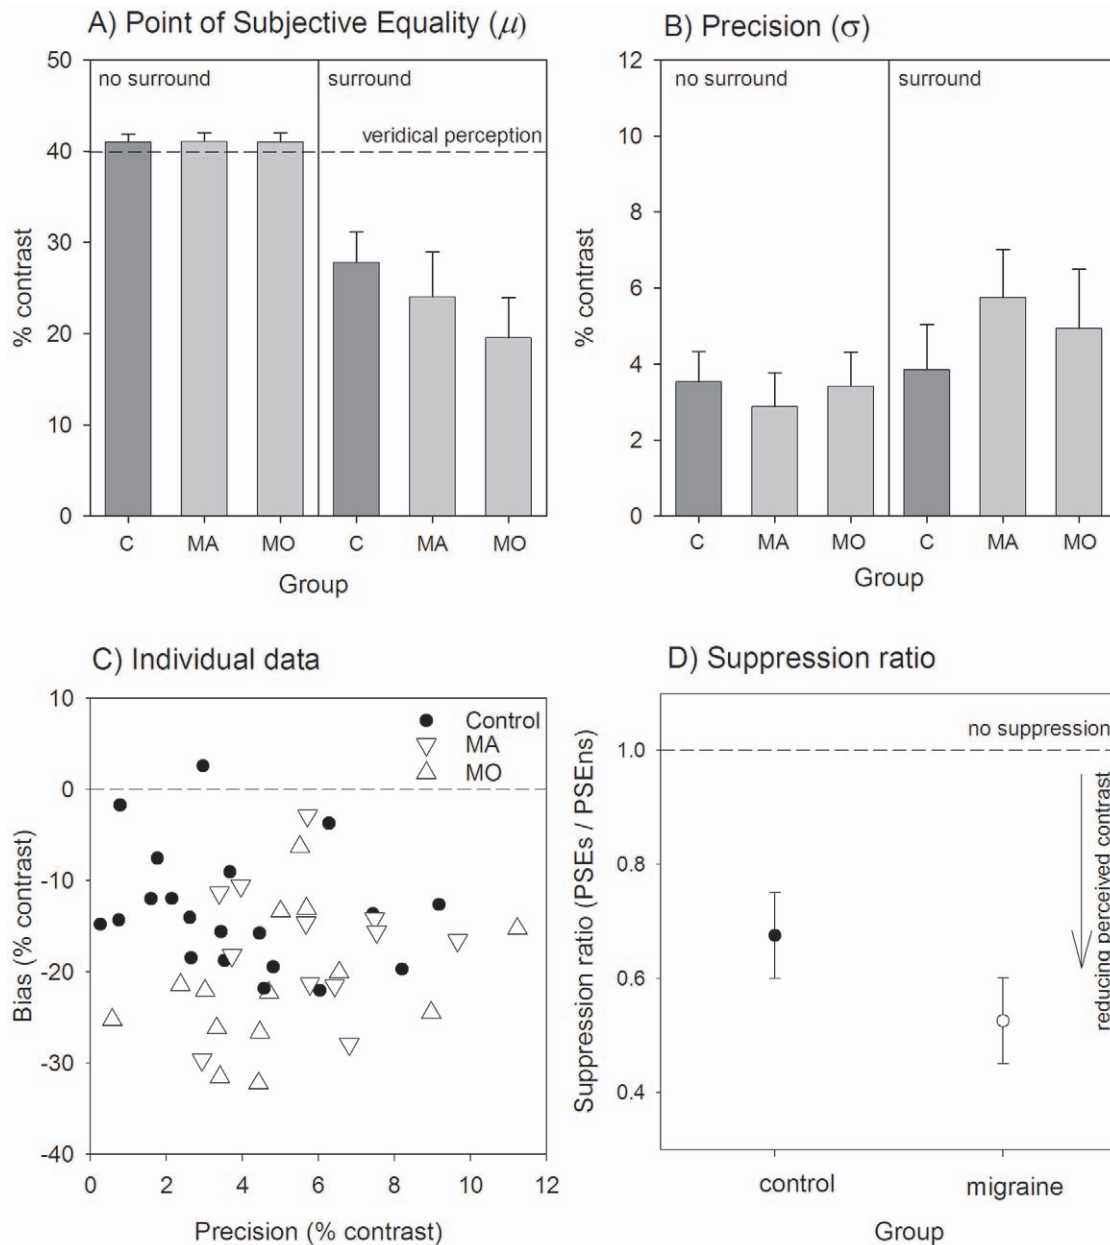 A) Point of Subjective Equality (μ)
50
40
30
20
10
0
% contrast
no surround
surround
veridical perception
C MA MO C MA MO
Group
B) Precision (σ)
12
10
8
6
4
2
0
% contrast
no surround
surround
C MA MO C MA MO
Group
C) Individual data
10
0
-10
-20
-30
-40
Bias (% contrast)
Control
MA
MO
0 2 4 6 8 10 12
Precision (% contrast)
D) Suppression ratio
1.0
0.8
0.6
0.4
Suppression ratio (PSEs / PSEns)
no suppression
reducing perceived contrast
control migraine
Group